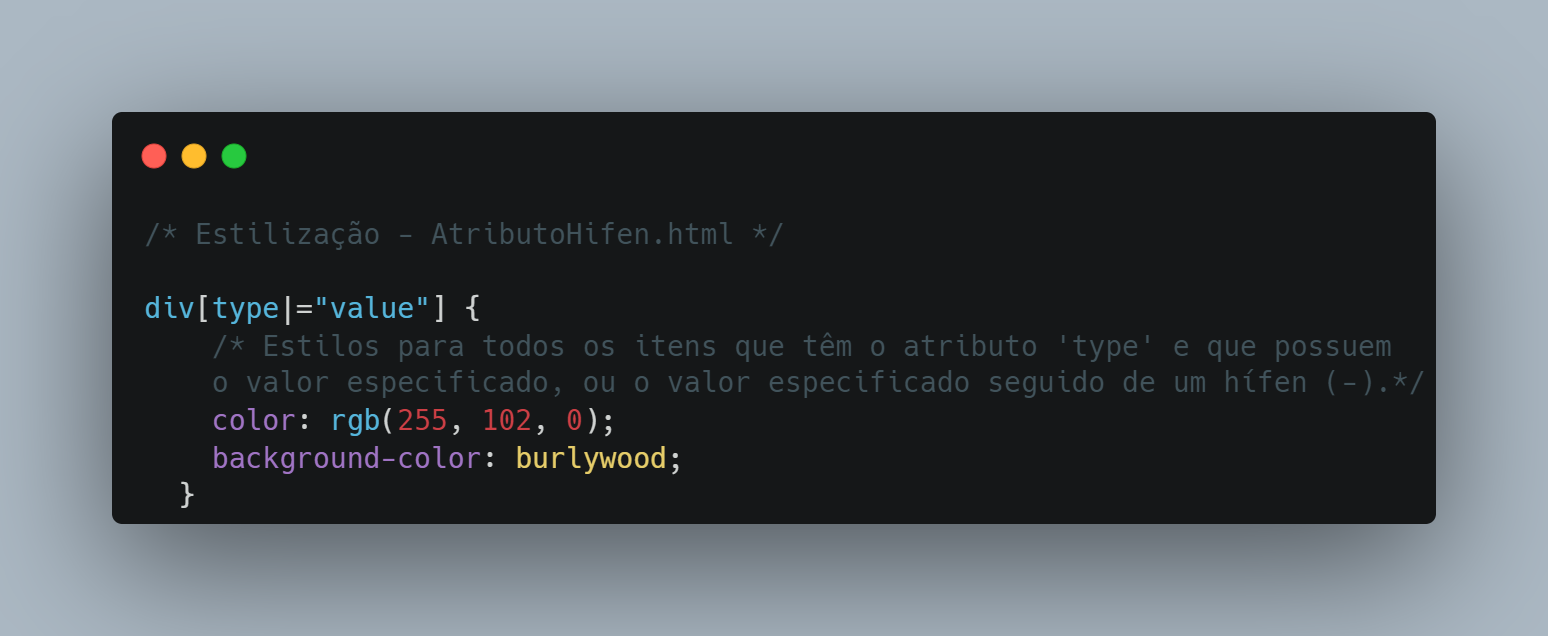 /* Estilização - AtributoHifen.html */
div[type|="value"] {
/* Estilos para todos os itens que têm o atributo 'type' e que possuem
o valor especificado, ou o valor especificado seguido de um hífen (-).*/
color: rgb(255, 102, 0);
background-color: burlywood;
}